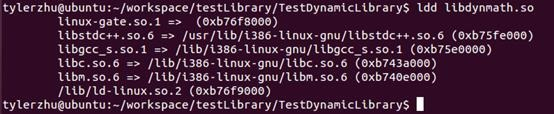 tylerzhu@ubuntu:~/workspace/testLibrary/TestDynamicLibrary$ ldd libdynmath.so
linux-gate.so.1 =>  (0xb76f8000)
libstdc++.so.6 => /usr/lib/i386-linux-gnu/libstdc++.so.6 (0xb75fe000)
libgcc_s.so.1 => /lib/i386-linux-gnu/libgcc_s.so.1 (0xb75e0000)
libc.so.6 => /lib/i386-linux-gnu/libc.so.6 (0xb743a000)
libm.so.6 => /lib/i386-linux-gnu/libm.so.6 (0xb740e000)
/lib/ld-linux.so.2 (0xb76f9000)
tylerzhu@ubuntu:~/workspace/testLibrary/TestDynamicLibrary$